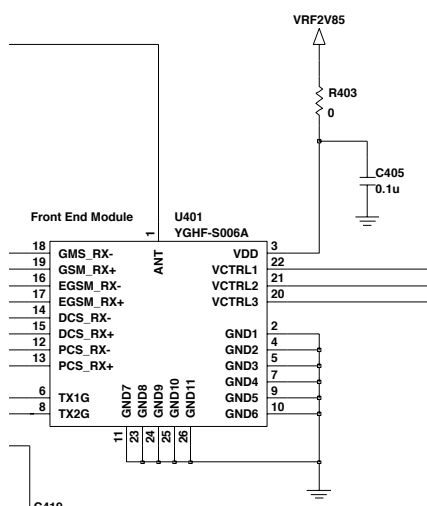 VRF2V85
R403
0
C405
0.1u
Front End Module
U401
YGHF-S006A
1
ANT
18 GMS_RX-
19 GSM_RX+
16 EGSM_RX-
17 EGSM_RX+
14 DCS_RX-
15 DCS_RX+
12 PCS_RX-
13 PCS_RX+
6 TX1G
8 TX2G
VDD 3
VCTRL1 22
VCTRL2 21
VCTRL3 20
GND1 2
GND2 4
GND3 5
GND4 7
GND5 9
GND6 10
GND7 GND8 GND9 GND10 GND11
11 23 24 25 26
C419